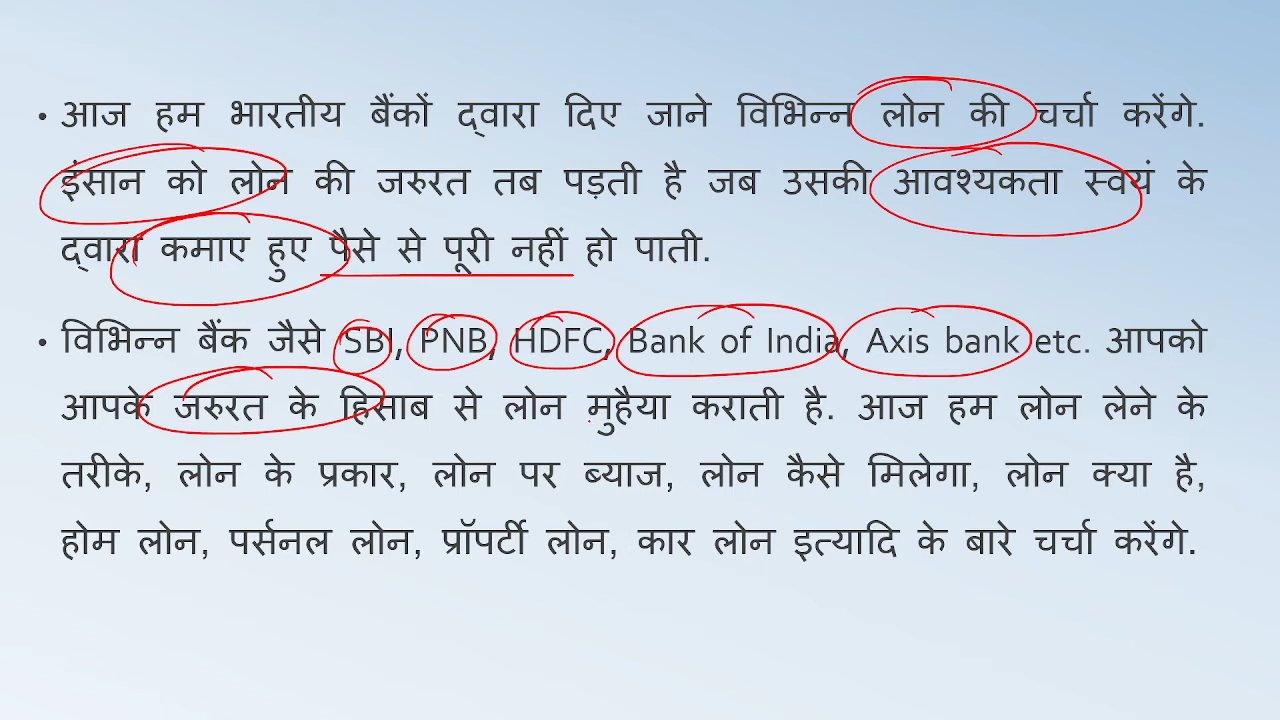 • आज हम भारतीय बैंकों द्वारा दिए जाने विभिन्न लोन की चर्चा करेंगे.
इंसान को लोन की जरुरत तब पड़ती है जब उसकी आवश्यकता स्वयं के
द्वारा कमाए हुए पैसे से पूरी नहीं हो पाती.
• विभिन्न बैंक जैसे SBI, PNB, HDFC, Bank of India, Axis bank etc. आपको
आपके जरुरत के हिसाब से लोन मुहैया कराती है. आज हम लोन लेने के
तरीके, लोन के प्रकार, लोन पर ब्याज, लोन कैसे मिलेगा, लोन क्या है,
होम लोन, पर्सनल लोन, प्रॉपर्टी लोन, कार लोन इत्यादि के बारे चर्चा करेंगे.